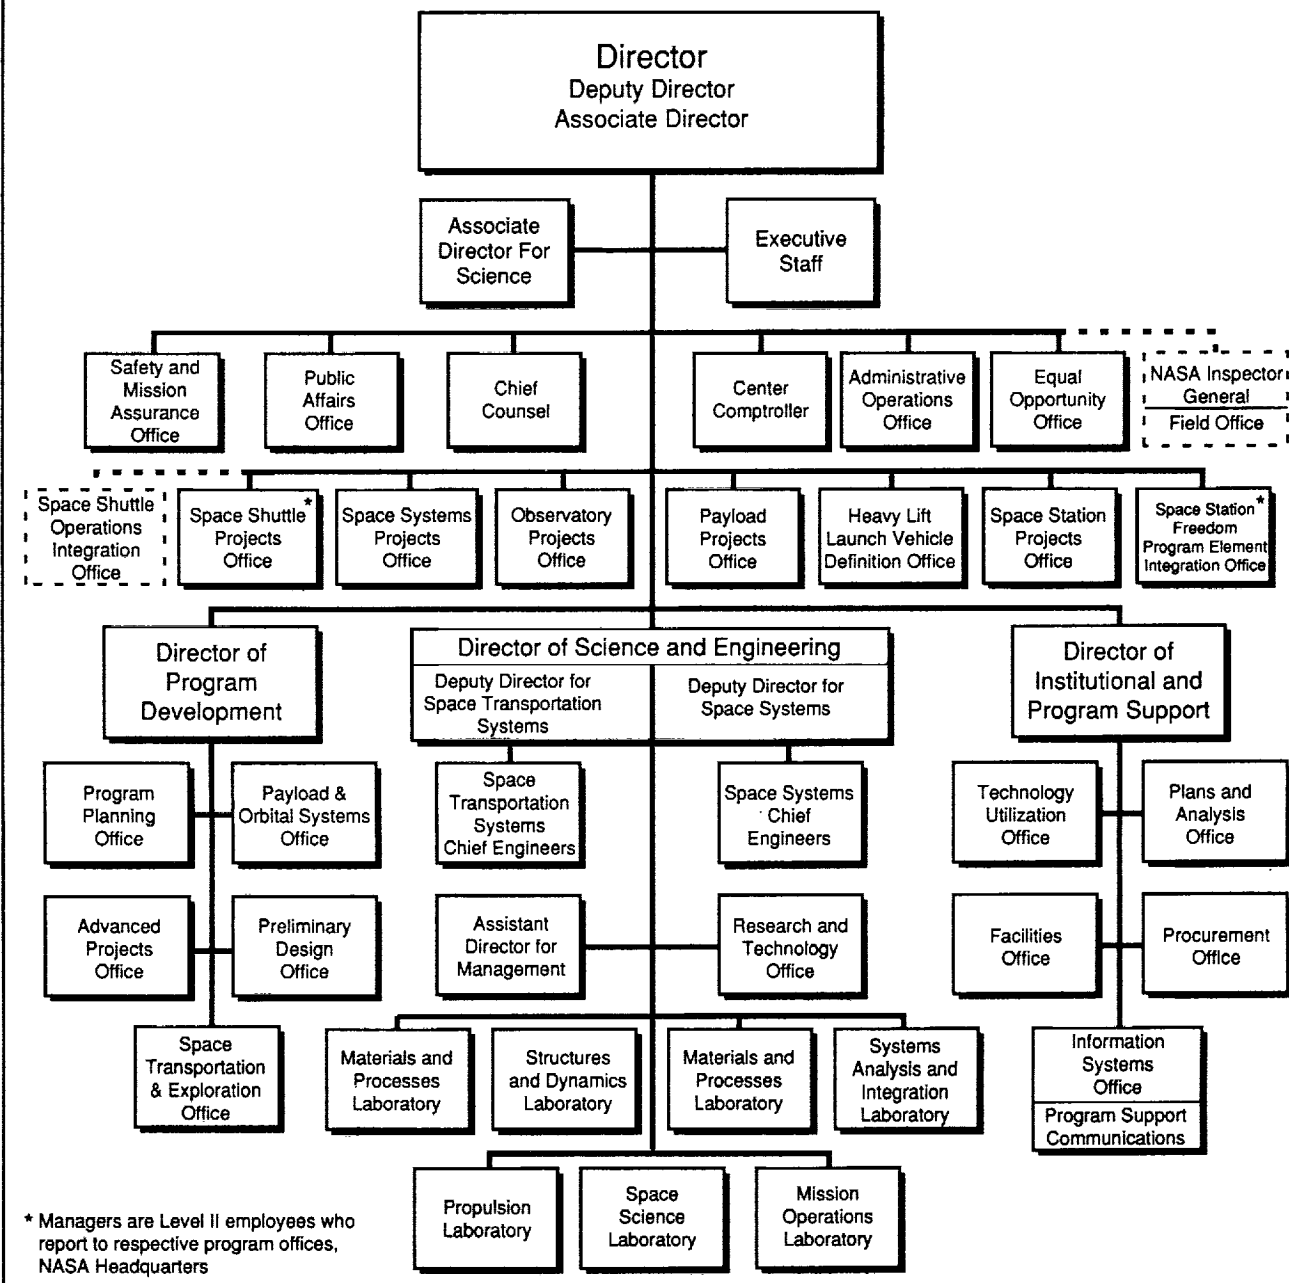 Director
Deputy Director
Associate Director
Associate
Director For
Science
Executive
Staff
Safety and
Mission
Assurance
Office
Public
Affairs
Office
Chief
Counsel
Center
Comptroller
Administrative
Operations
Office
Equal
Opportunity
Office
NASA Inspector
General
Field Office
Space Shuttle
Operations
Integration
Office
Space Shuttle*
Projects
Office
Space Systems
Projects
Office
Observatory
Projects
Office
Payload
Projects
Office
Heavy Lift
Launch Vehicle
Definition Office
Space Station
Projects
Office
Space Station*
Freedom
Program Element
Integration Office
Director of
Program
Development
Director of Science and Engineering
Deputy Director for
Space Transportation
Systems
Deputy Director for
Space Systems
Director of
Institutional and
Program Support
Program
Planning
Office
Payload &
Orbital Systems
Office
Space
Transportation
Systems
Chief Engineers
Space Systems
Chief
Engineers
Technology
Utilization
Office
Plans and
Analysis
Office
Advanced
Projects
Office
Preliminary
Design
Office
Assistant
Director for
Management
Research and
Technology
Office
Facilities
Office
Procurement
Office
Space
Transportation
& Exploration
Office
Materials and
Processes
Laboratory
Structures
and Dynamics
Laboratory
Materials and
Processes
Laboratory
Systems
Analysis and
Integration
Laboratory
Information
Systems
Office
Program Support
Communications
Propulsion
Laboratory
Space
Science
Laboratory
Mission
Operations
Laboratory
* Managers are Level II employees who
report to respective program offices,
NASA Headquarters